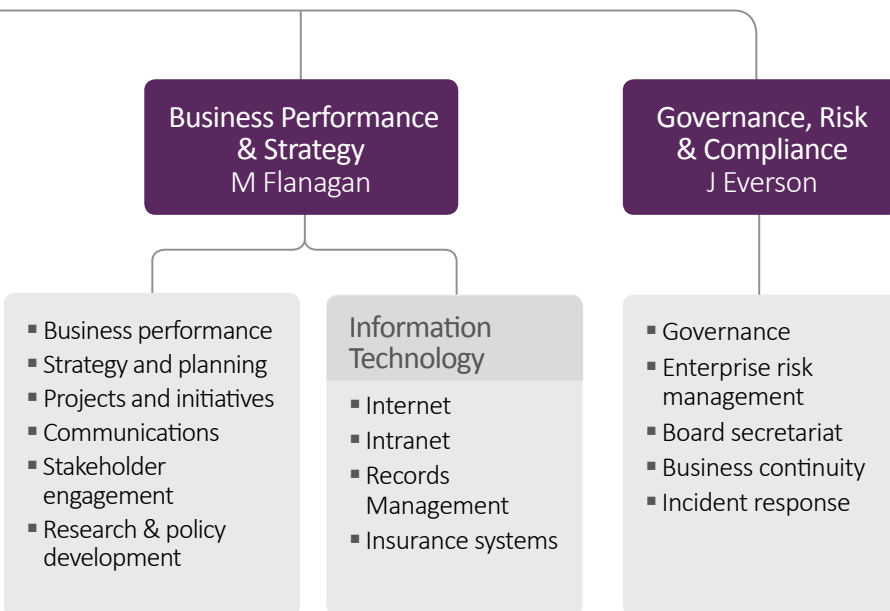 Business Performance
& Strategy
M Flanagan
Governance, Risk
& Compliance
J Everson
▪ Business performance
▪ Strategy and planning
▪ Projects and initiatives
▪ Communications
▪ Stakeholder
engagement
▪ Research & policy
development
Information
Technology
▪ Internet
▪ Intranet
▪ Records
Management
▪ Insurance systems
▪ Governance
▪ Enterprise risk
management
▪ Board secretariat
▪ Business continuity
▪ Incident response